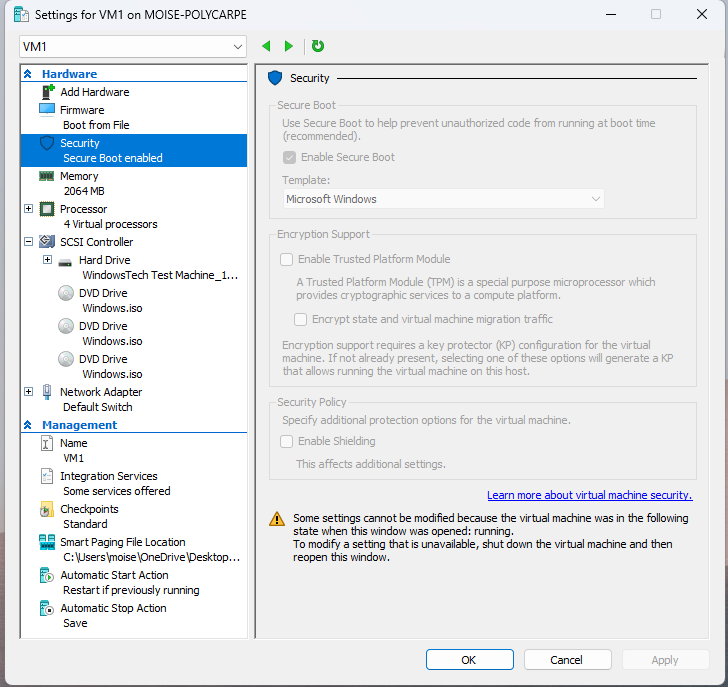 Settings for VM1 on MOISE-POLYCARPE
VM1
Hardware
Add Hardware
Firmware
Boot from File
Security
Secure Boot enabled
Memory
2064 MB
Processor
4 Virtual processors
SCSI Controller
Hard Drive
WindowsTech Test Machine_1...
DVD Drive
Windows.iso
DVD Drive
Windows.iso
DVD Drive
Windows.iso
Network Adapter
Default Switch
Management
Name
VM1
Integration Services
Some services offered
Checkpoints
Standard
Smart Paging File Location
C:\Users\moise\OneDrive\Desktop...
Automatic Start Action
Restart if previously running
Automatic Stop Action
Save
Security
Secure Boot
Use Secure Boot to help prevent unauthorized code from running at boot time
(recommended).
Enable Secure Boot
Template:
Microsoft Windows
Encryption Support
Enable Trusted Platform Module
A Trusted Platform Module (TPM) is a special purpose microprocessor which
provides cryptographic services to a compute platform.
Encrypt state and virtual machine migration traffic
Encryption support requires a key protector (KP) configuration for the virtual
machine. If not already present, selecting one of these options will generate a KP
that allows running the virtual machine on this host.
Security Policy
Specify additional protection options for the virtual machine.
Enable Shielding
This affects additional settings.
Learn more about virtual machine security.
Some settings cannot be modified because the virtual machine was in the following
state when this window was opened: running.
To modify a setting that is unavailable, shut down the virtual machine and then
reopen this window.
OK
Cancel
Apply